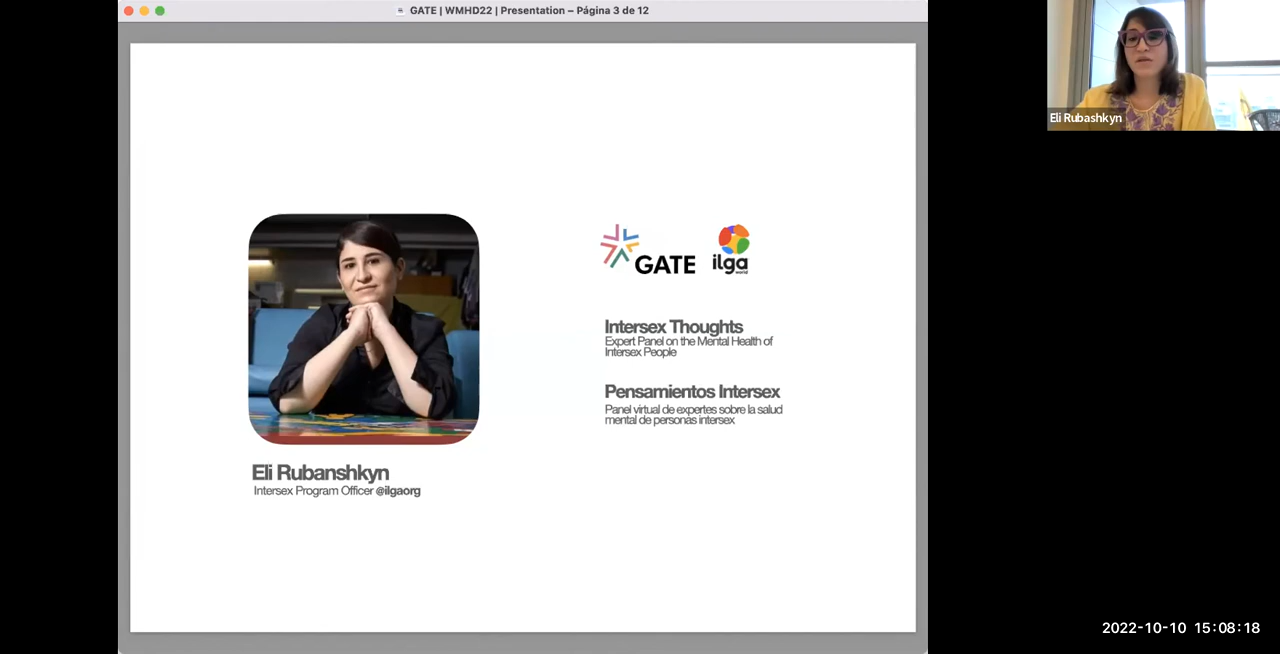 GATE | WMHD22 | Presentation – Página 3 de 12
Eli Rubashkyn
GATE
ilga
world
Intersex Thoughts
Expert Panel on the Mental Health of
Intersex People
Pensamientos Intersex
Panel virtual de expertes sobre la salud
mental de personas intersex
Eli Rubanshkyn
Intersex Program Officer @ilgaorg
2022-10-10 15:08:18